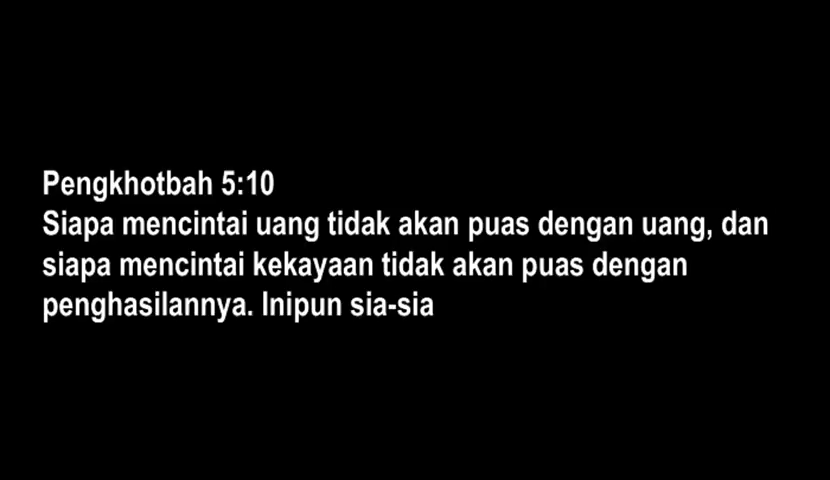 Pengkhotbah 5:10
Siapa mencintai uang tidak akan puas dengan uang, dan
siapa mencintai kekayaan tidak akan puas dengan
penghasilannya. Inipun sia-sia